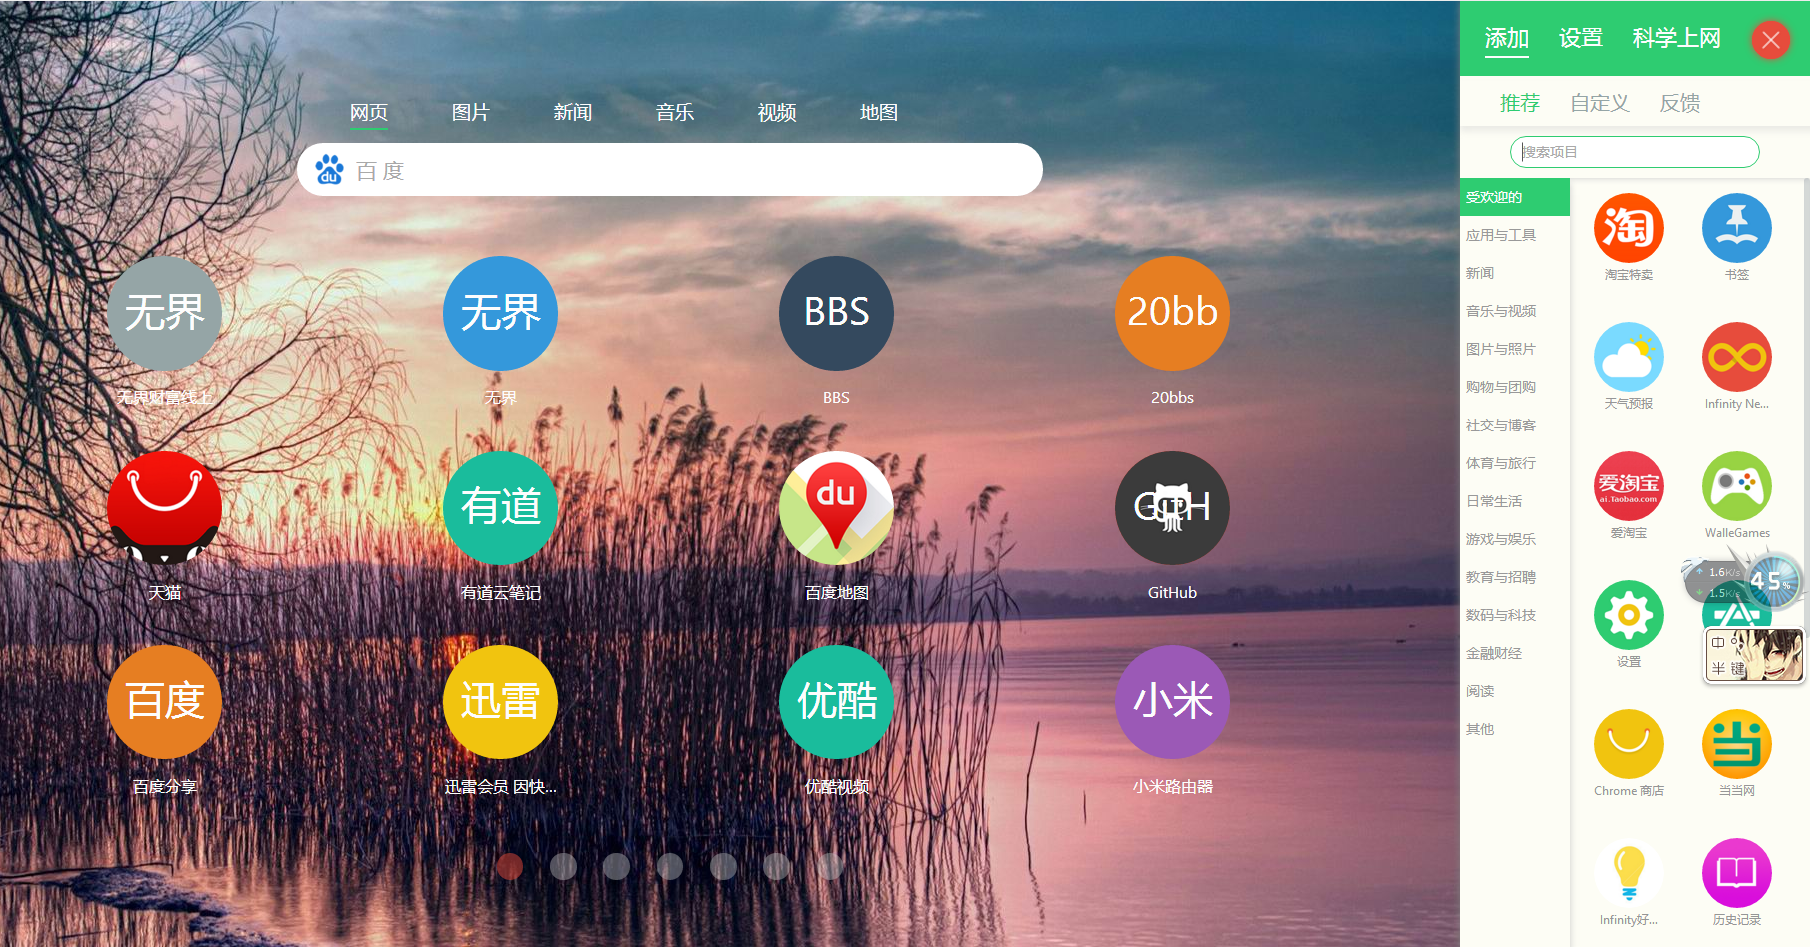 网页 图片 新闻 音乐 视频 地图
du 百度
无界 无界 BBS 20bb
无界财富线上 无界 BBS 20bbs
有道 du GitH
天猫 有道云笔记 百度地图 GitHub
百度 迅雷 优酷 小米
百度分享 迅雷会员 因快... 优酷视频 小米路由器
添加 设置 科学上网
推荐 自定义 反馈
搜索项目
受欢迎的
应用与工具
新闻
音乐与视频
图片与照片
购物与团购
社交与博客
体育与旅行
日常生活
游戏与娱乐
教育与招聘
数码与科技
金融财经
阅读
其他
淘
淘宝特卖 书签
天气预报 Infinity Ne...
爱淘宝
ai.Taobao.com
爱淘宝 WalleGames
1.6K/s
45%
1.5K/s
设置
中
半 键
当
Chrome 商店 当当网
Infinity好... 历史记录